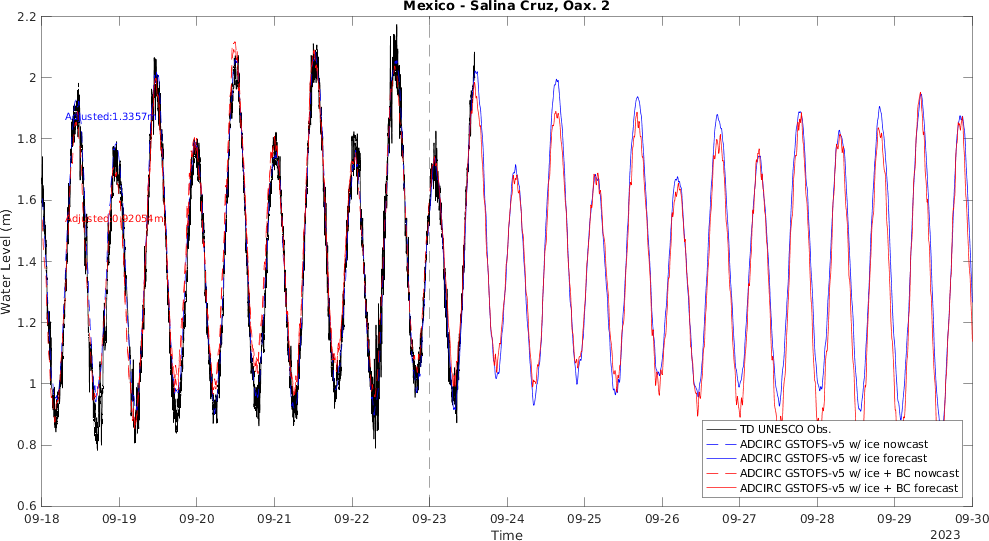 Mexico - Salina Cruz, Oax. 2
2.2
2
1.8
1.6
1.4
1.2
1
0.8
0.6
Water Level (m)
Adjusted:1.3357m
Adjusted:0.92054m
TD UNESCO Obs.
ADCIRC GSTOFS-v5 w/ ice nowcast
ADCIRC GSTOFS-v5 w/ ice forecast
ADCIRC GSTOFS-v5 w/ ice + BC nowcast
ADCIRC GSTOFS-v5 w/ ice + BC forecast
09-18 09-19 09-20 09-21 09-22 09-23 09-24 09-25 09-26 09-27 09-28 09-29 09-30
Time
2023